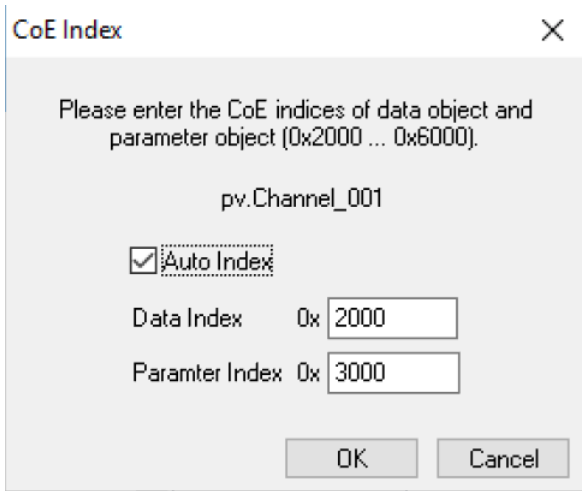 CoE Index
Please enter the CoE indices of data object and
parameter object (0x2000 ... 0x6000).
pv.Channel_001
Auto Index
Data Index 0x 2000
Paramter Index 0x 3000
OK Cancel